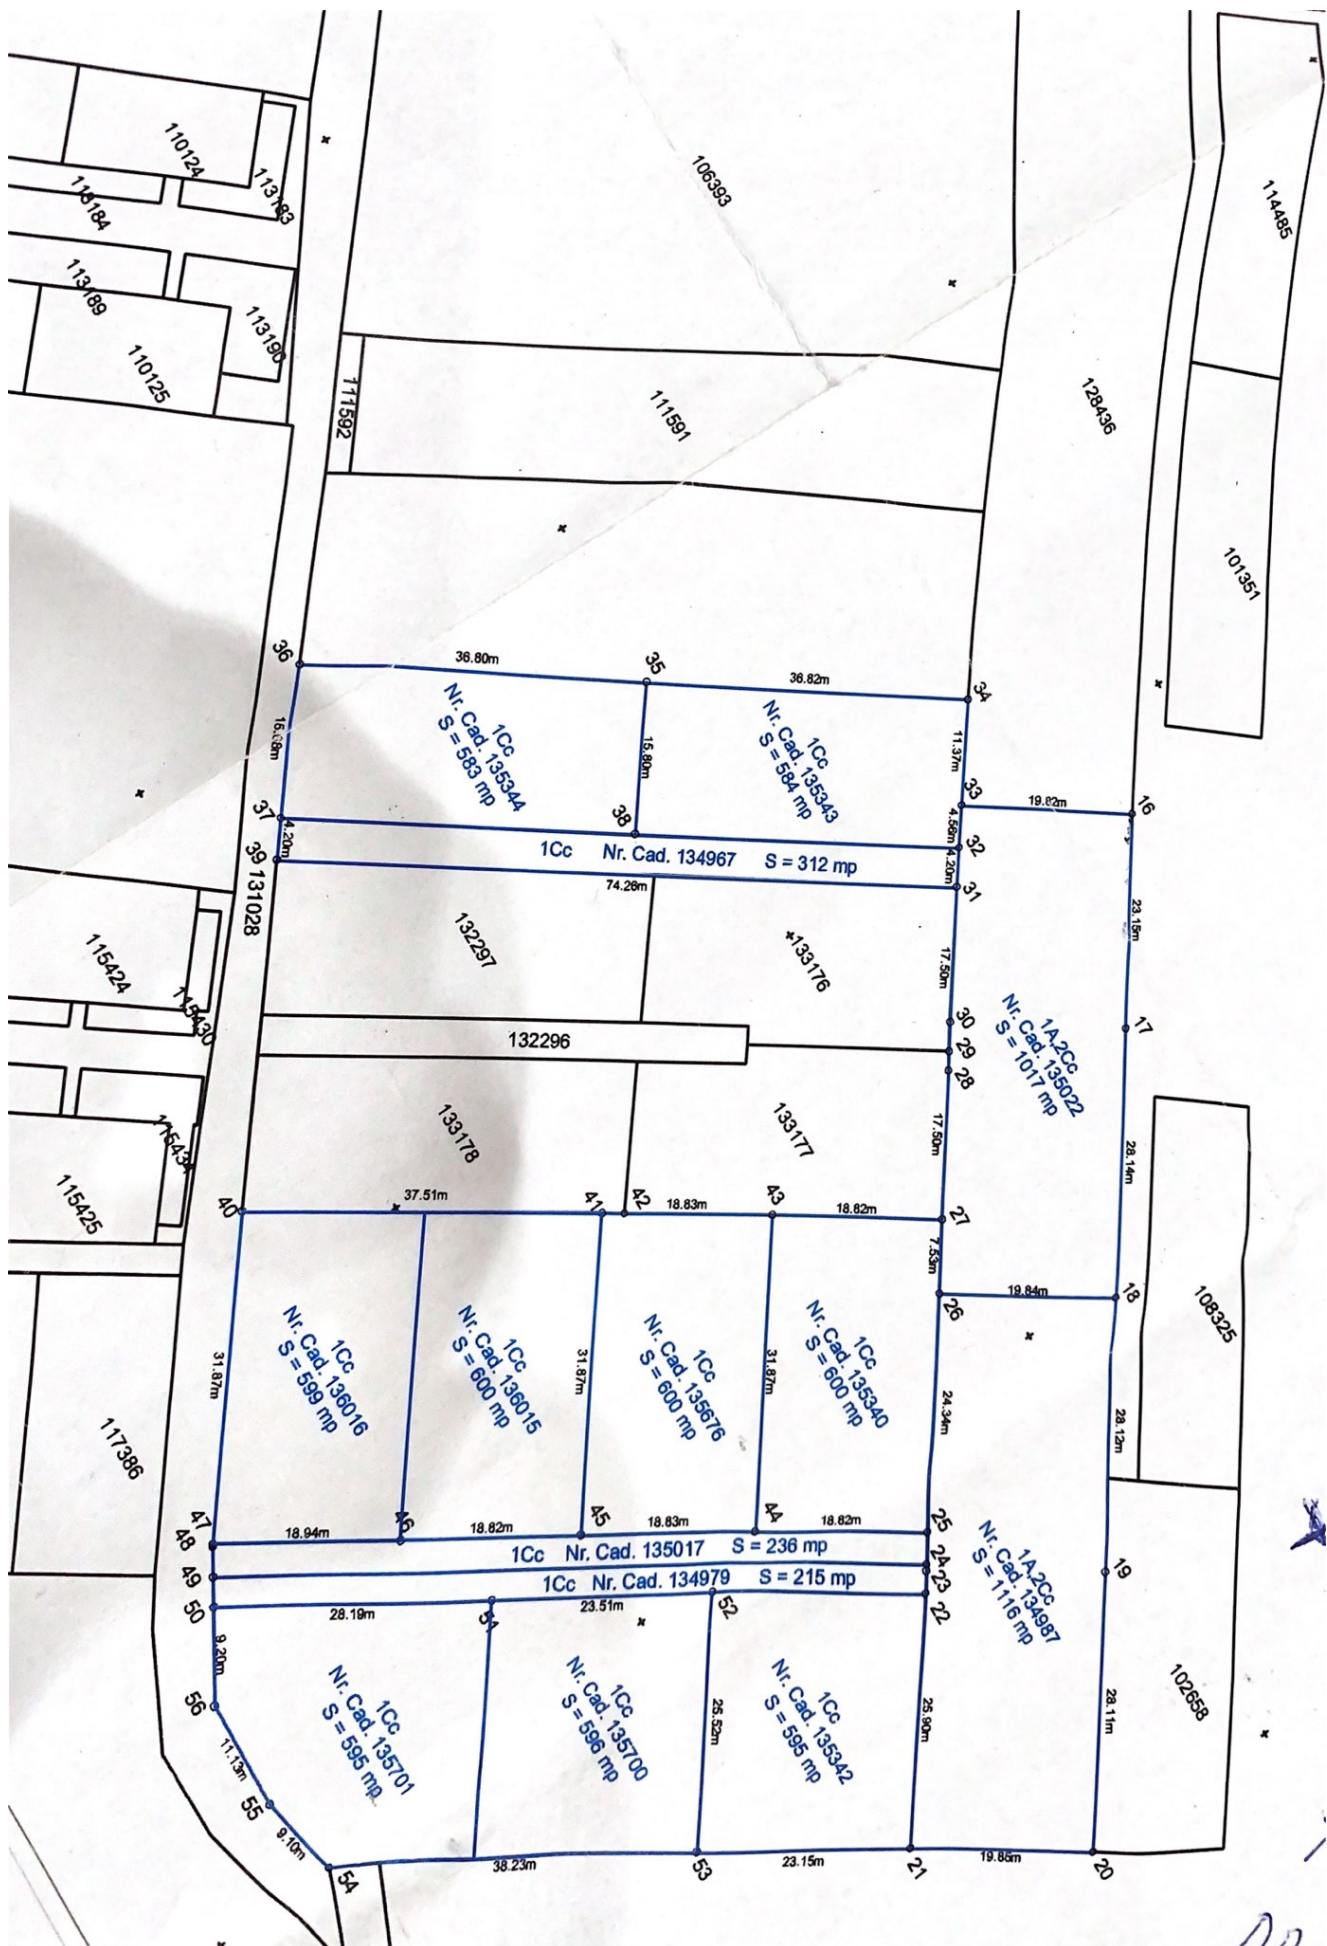 110124
113183
118184
113189
113190
110125
106393
114485
128436
111592
111591
101351
36
36.80m
35
36.82m
34
1Cc
Nr. Cad. 135344
S = 583 mp
1Cc
Nr. Cad. 135343
S = 584 mp
15.80m
11.37m
33
19.82m
16
37
4.20m
38
4.56m
32
39
1Cc Nr. Cad. 134967 S = 312 mp
4.20m
31
74.26m
131028
23.15m
132297
133176
17.50m
115424
115430
30
17
132296
29
28
1A,2Cc
Nr. Cad. 135022
S = 1017 mp
133178
133177
17.50m
28.14m
115434
115425
40
37.51m
41
42
18.83m
43
18.82m
27
7.53m
26
19.84m
18
108325
31.87m
1Cc
Nr. Cad. 136016
S = 599 mp
1Cc
Nr. Cad. 136015
S = 600 mp
31.87m
1Cc
Nr. Cad. 135676
S = 600 mp
31.87m
1Cc
Nr. Cad. 135340
S = 600 mp
24.34m
28.12m
117386
47
48
18.94m
46
18.82m
45
18.83m
44
18.82m
25
1Cc Nr. Cad. 135017 S = 236 mp
24
49
1Cc Nr. Cad. 134979 S = 215 mp
23
19
50
28.19m
51
23.51m
52
22
1A,2Cc
Nr. Cad. 134987
S = 1116 mp
9.20m
56
1Cc
Nr. Cad. 135701
S = 595 mp
1Cc
Nr. Cad. 135700
S = 596 mp
25.52m
1Cc
Nr. Cad. 135342
S = 595 mp
25.90m
28.11m
102658
11.13m
55
9.10m
54
38.23m
53
23.15m
21
19.85m
20